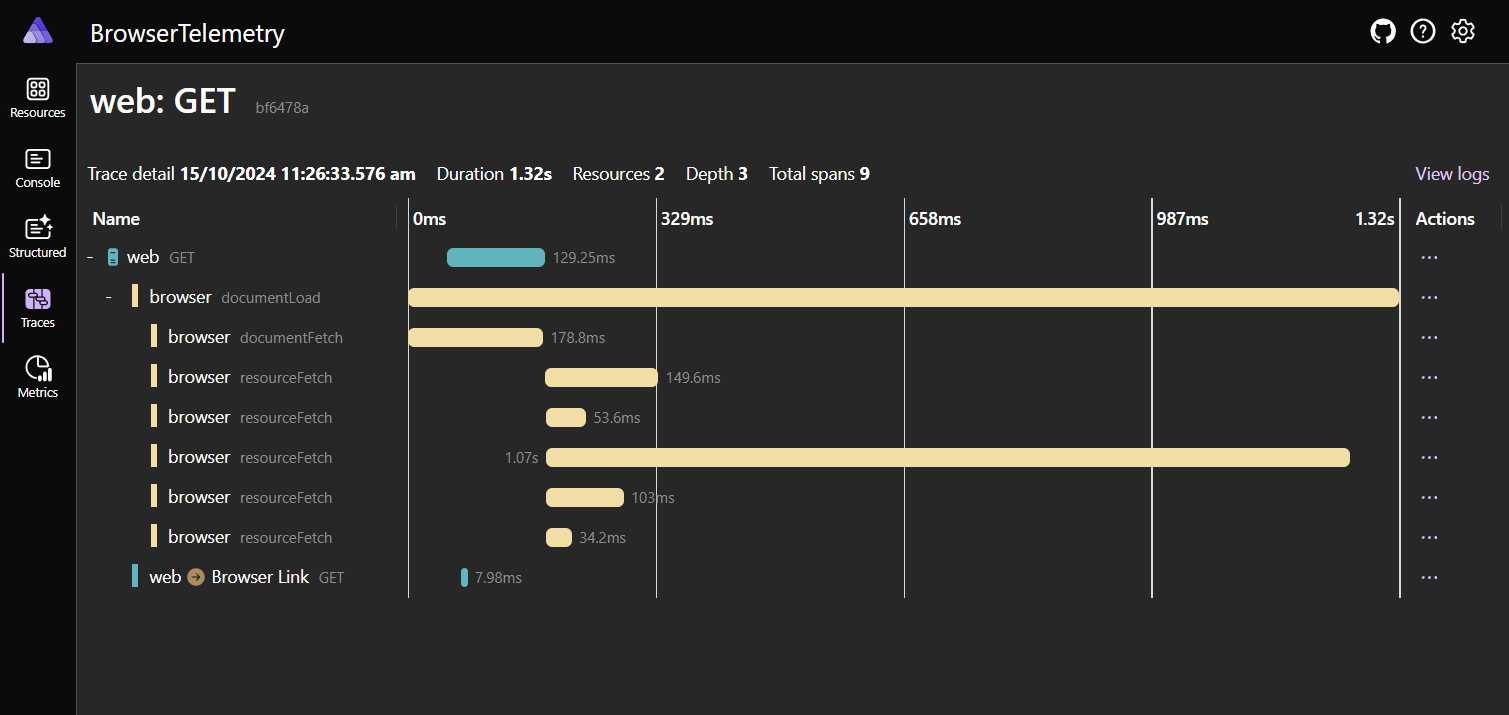 BrowserTelemetry
Resources
Console
Structured
Traces
Metrics
web: GET bf6478a
Trace detail 15/10/2024 11:26:33.576 am Duration 1.32s Resources 2 Depth 3 Total spans 9 View logs
Name 0ms 329ms 658ms 987ms 1.32s Actions
- web GET 129.25ms ...
- browser documentLoad ...
browser documentFetch 178.8ms ...
browser resourceFetch 149.6ms ...
browser resourceFetch 53.6ms ...
browser resourceFetch 1.07s ...
browser resourceFetch 103ms ...
browser resourceFetch 34.2ms ...
web → Browser Link GET 7.98ms ...